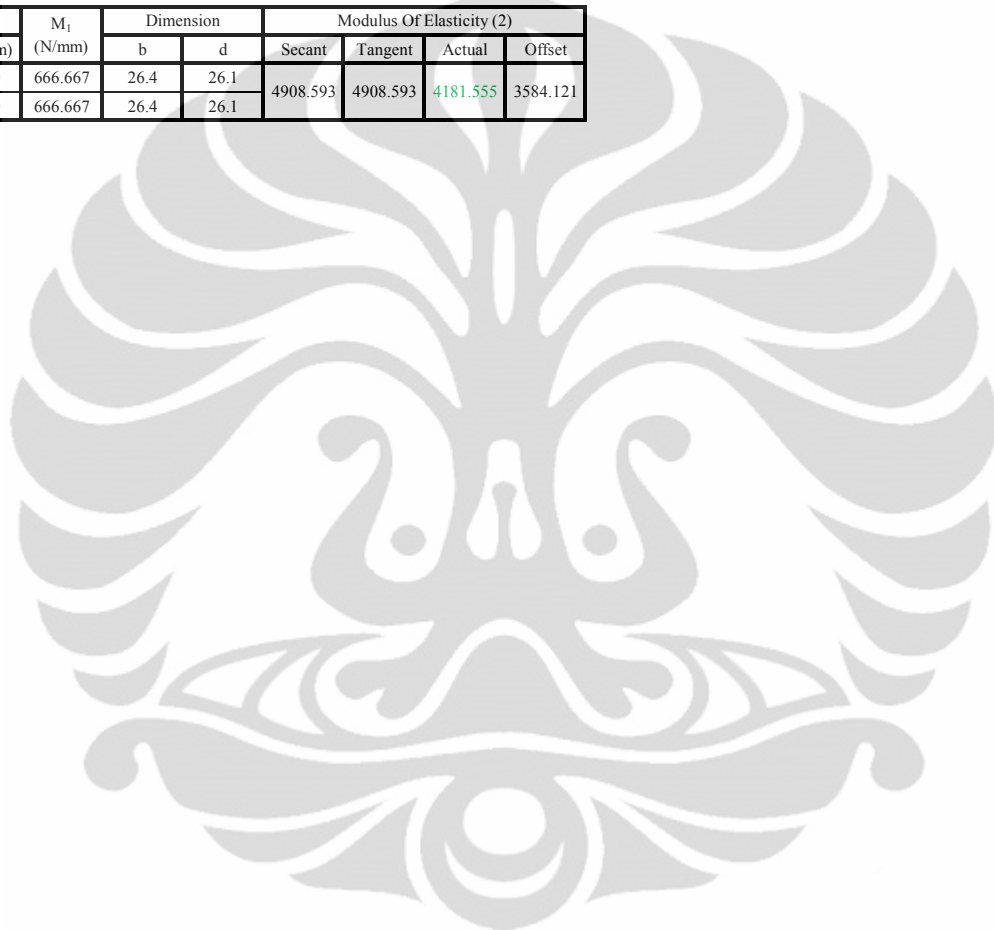 M₁ Dimension Modulus Of Elasticity (2)
(N/mm) b d Secant Tangent Actual Offset
666.667 26.4 26.1 4908.593 4908.593 4181.555 3584.121
666.667 26.4 26.1